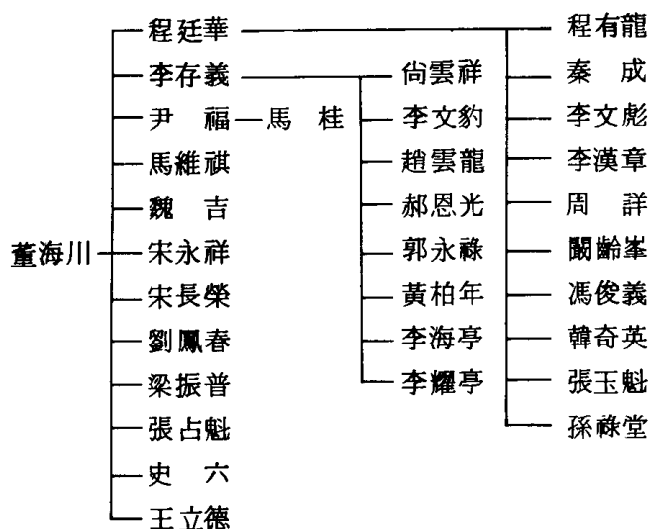 董海川
程廷華
李存義
尹福
馬維祺
魏吉
宋永祥
宋長榮
劉鳳春
梁振普
張占魁
史六
王立德
馬桂
尙雲祥
李文豹
趙雲龍
郝恩光
郭永祿
黃柏年
李海亭
李耀亭
程有龍
秦成
李文彪
李漢章
周詳
闞齡峯
馮俊義
韓奇英
張玉魁
孫祿堂